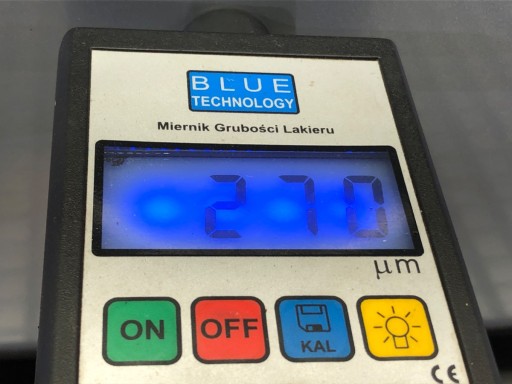 BLUE
TECHNOLOGY
Miernik Grubości Lakieru
270
μm
ON
OFF
KAL
CE